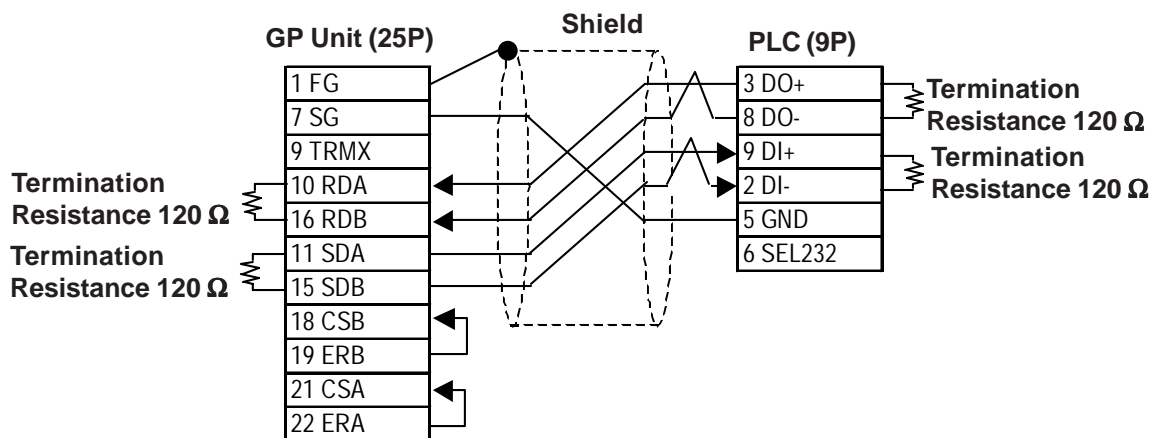 Shield
GP Unit (25P)
PLC (9P)
1 FG
7 SG
9 TRMX
10 RDA
16 RDB
11 SDA
15 SDB
18 CSB
19 ERB
21 CSA
22 ERA
Termination
Resistance 120 Ω
Termination
Resistance 120 Ω
3 DO+
8 DO-
9 DI+
2 DI-
5 GND
6 SEL232
Termination
Resistance 120 Ω
Termination
Resistance 120 Ω